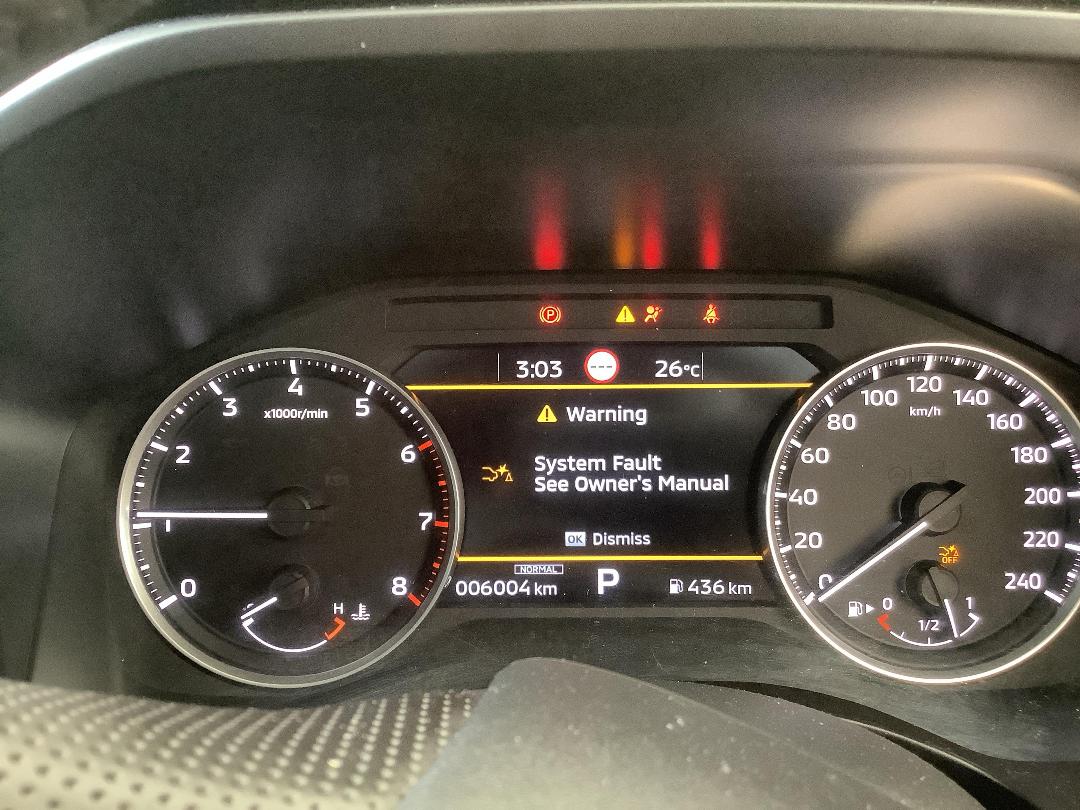 P
3:03 --- 26°C
Warning
System Fault
See Owner's Manual
OK Dismiss
NORMAL
006004 km P 436 km
0 1 2 3 4 5 6 7 8
x1000r/min
H
0 20 40 60 80 100 120 140 160 180 200 220 240
km/h
OFF
0 1/2 1